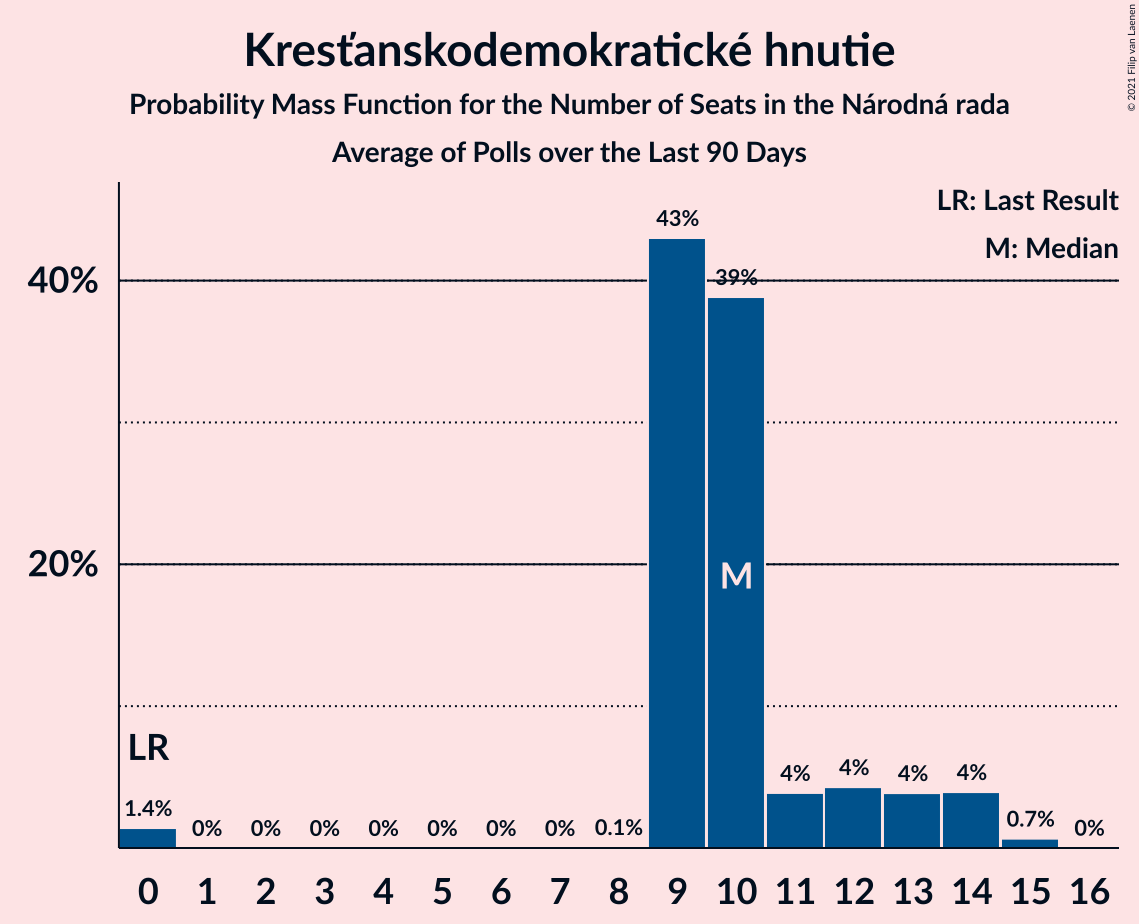 Kresťanskodemokratické hnutie
Probability Mass Function for the Number of Seats in the Národná rada
Average of Polls over the Last 90 Days
© 2021 Filip van Laenen
LR: Last Result
M: Median
43%
40%
39%
20%
M
LR
1.4%
0%
0%
0%
0%
0%
0%
0%
0.1%
4%
4%
4%
4%
0.7%
0%
0 1 2 3 4 5 6 7 8 9 10 11 12 13 14 15 16